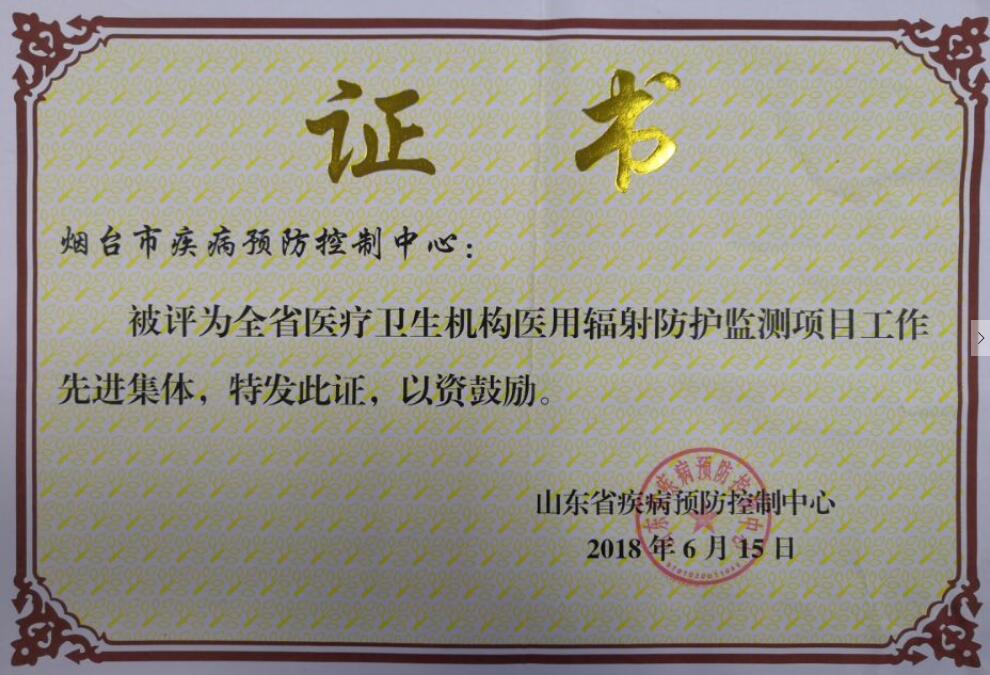 证书
烟台市疾病预防控制中心：
被评为全省医疗卫生机构医用辐射防护监测项目工作
先进集体，特发此证，以资鼓励。
山东省疾病预防控制中心
2018年6月15日